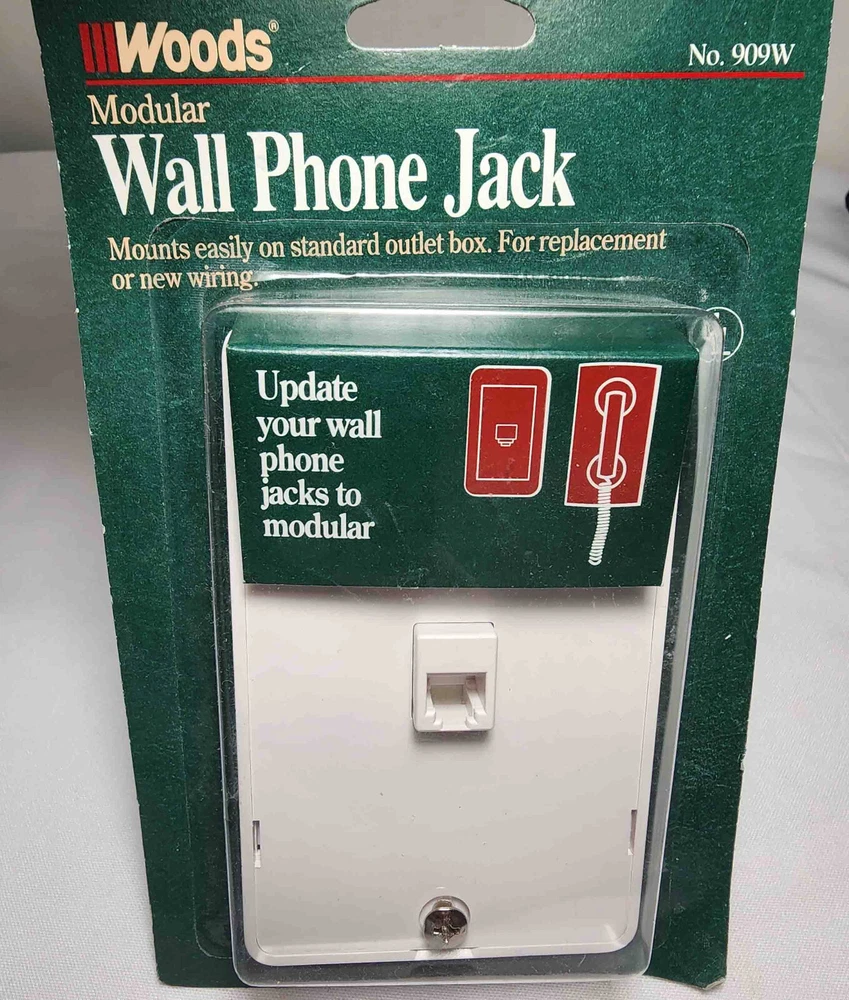 Woods®
No. 909W
Modular
Wall Phone Jack
Mounts easily on standard outlet box. For replacement
or new wiring.
Update
your wall
phone
jacks to
modular